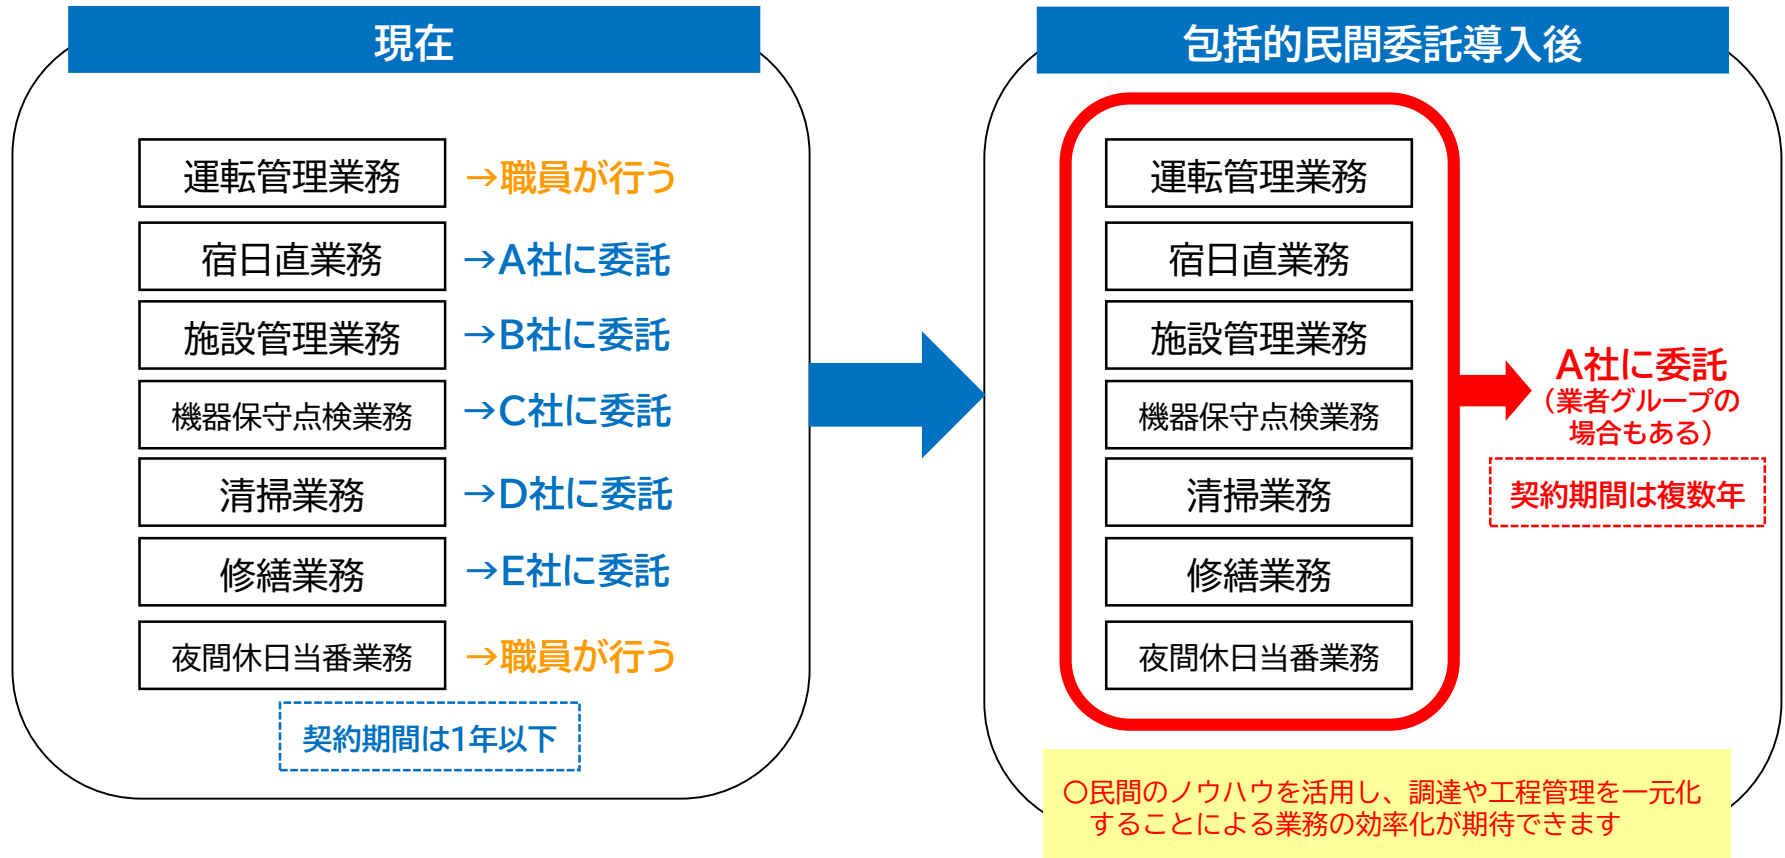 現在
運転管理業務 →職員が行う
宿日直業務 →A社に委託
施設管理業務 →B社に委託
機器保守点検業務 →C社に委託
清掃業務 →D社に委託
修繕業務 →E社に委託
夜間休日当番業務 →職員が行う
契約期間は1年以下
包括的民間委託導入後
運転管理業務
宿日直業務
施設管理業務
機器保守点検業務
清掃業務
修繕業務
夜間休日当番業務
A社に委託
（業者グループの
場合もある）
契約期間は複数年
〇民間のノウハウを活用し、調達や工程管理を一元化
することによる業務の効率化が期待できます